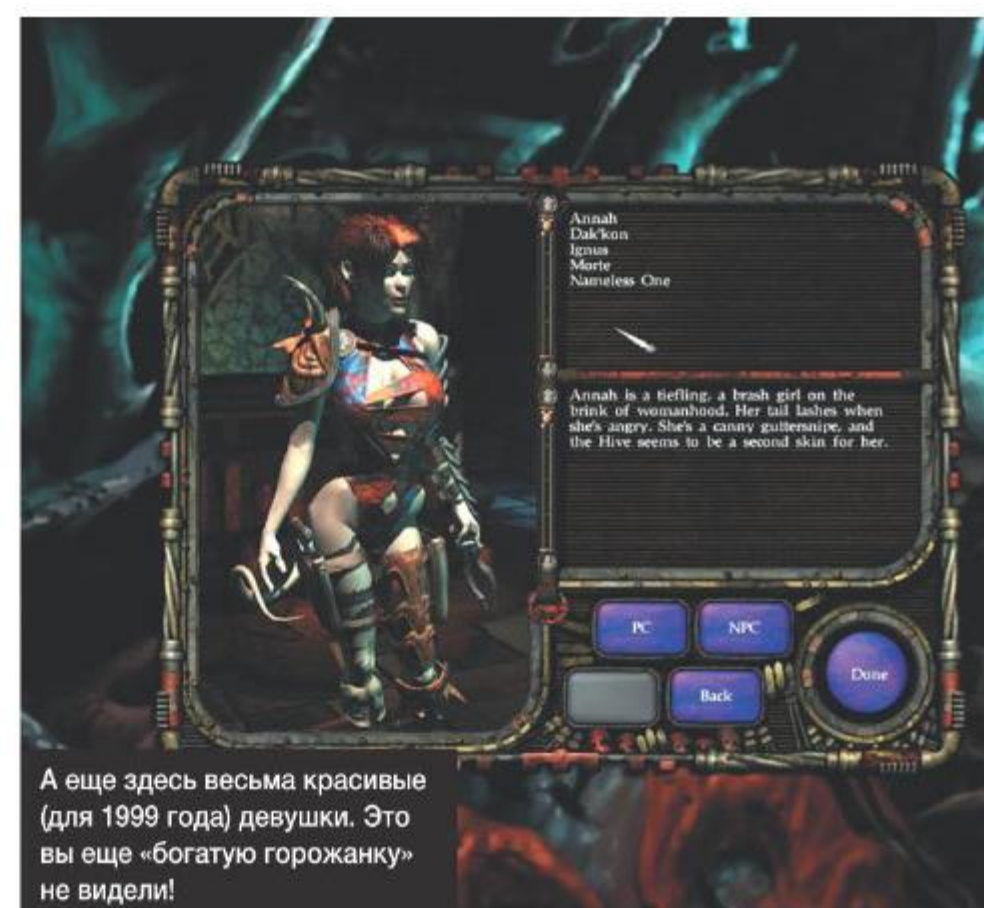 Annah
Dak'kon
Ignus
Morte
Nameless One
Annah is a tiefling, a brash girl on the
brink of womanhood. Her tail lashes when
she's angry. She's a canny guttersnipe, and
the Hive seems to be a second skin for her.
PC
NPC
Back
Done
А еще здесь весьма красивые
(для 1999 года) девушки. Это
вы еще «богатую горожанку»
не видели!